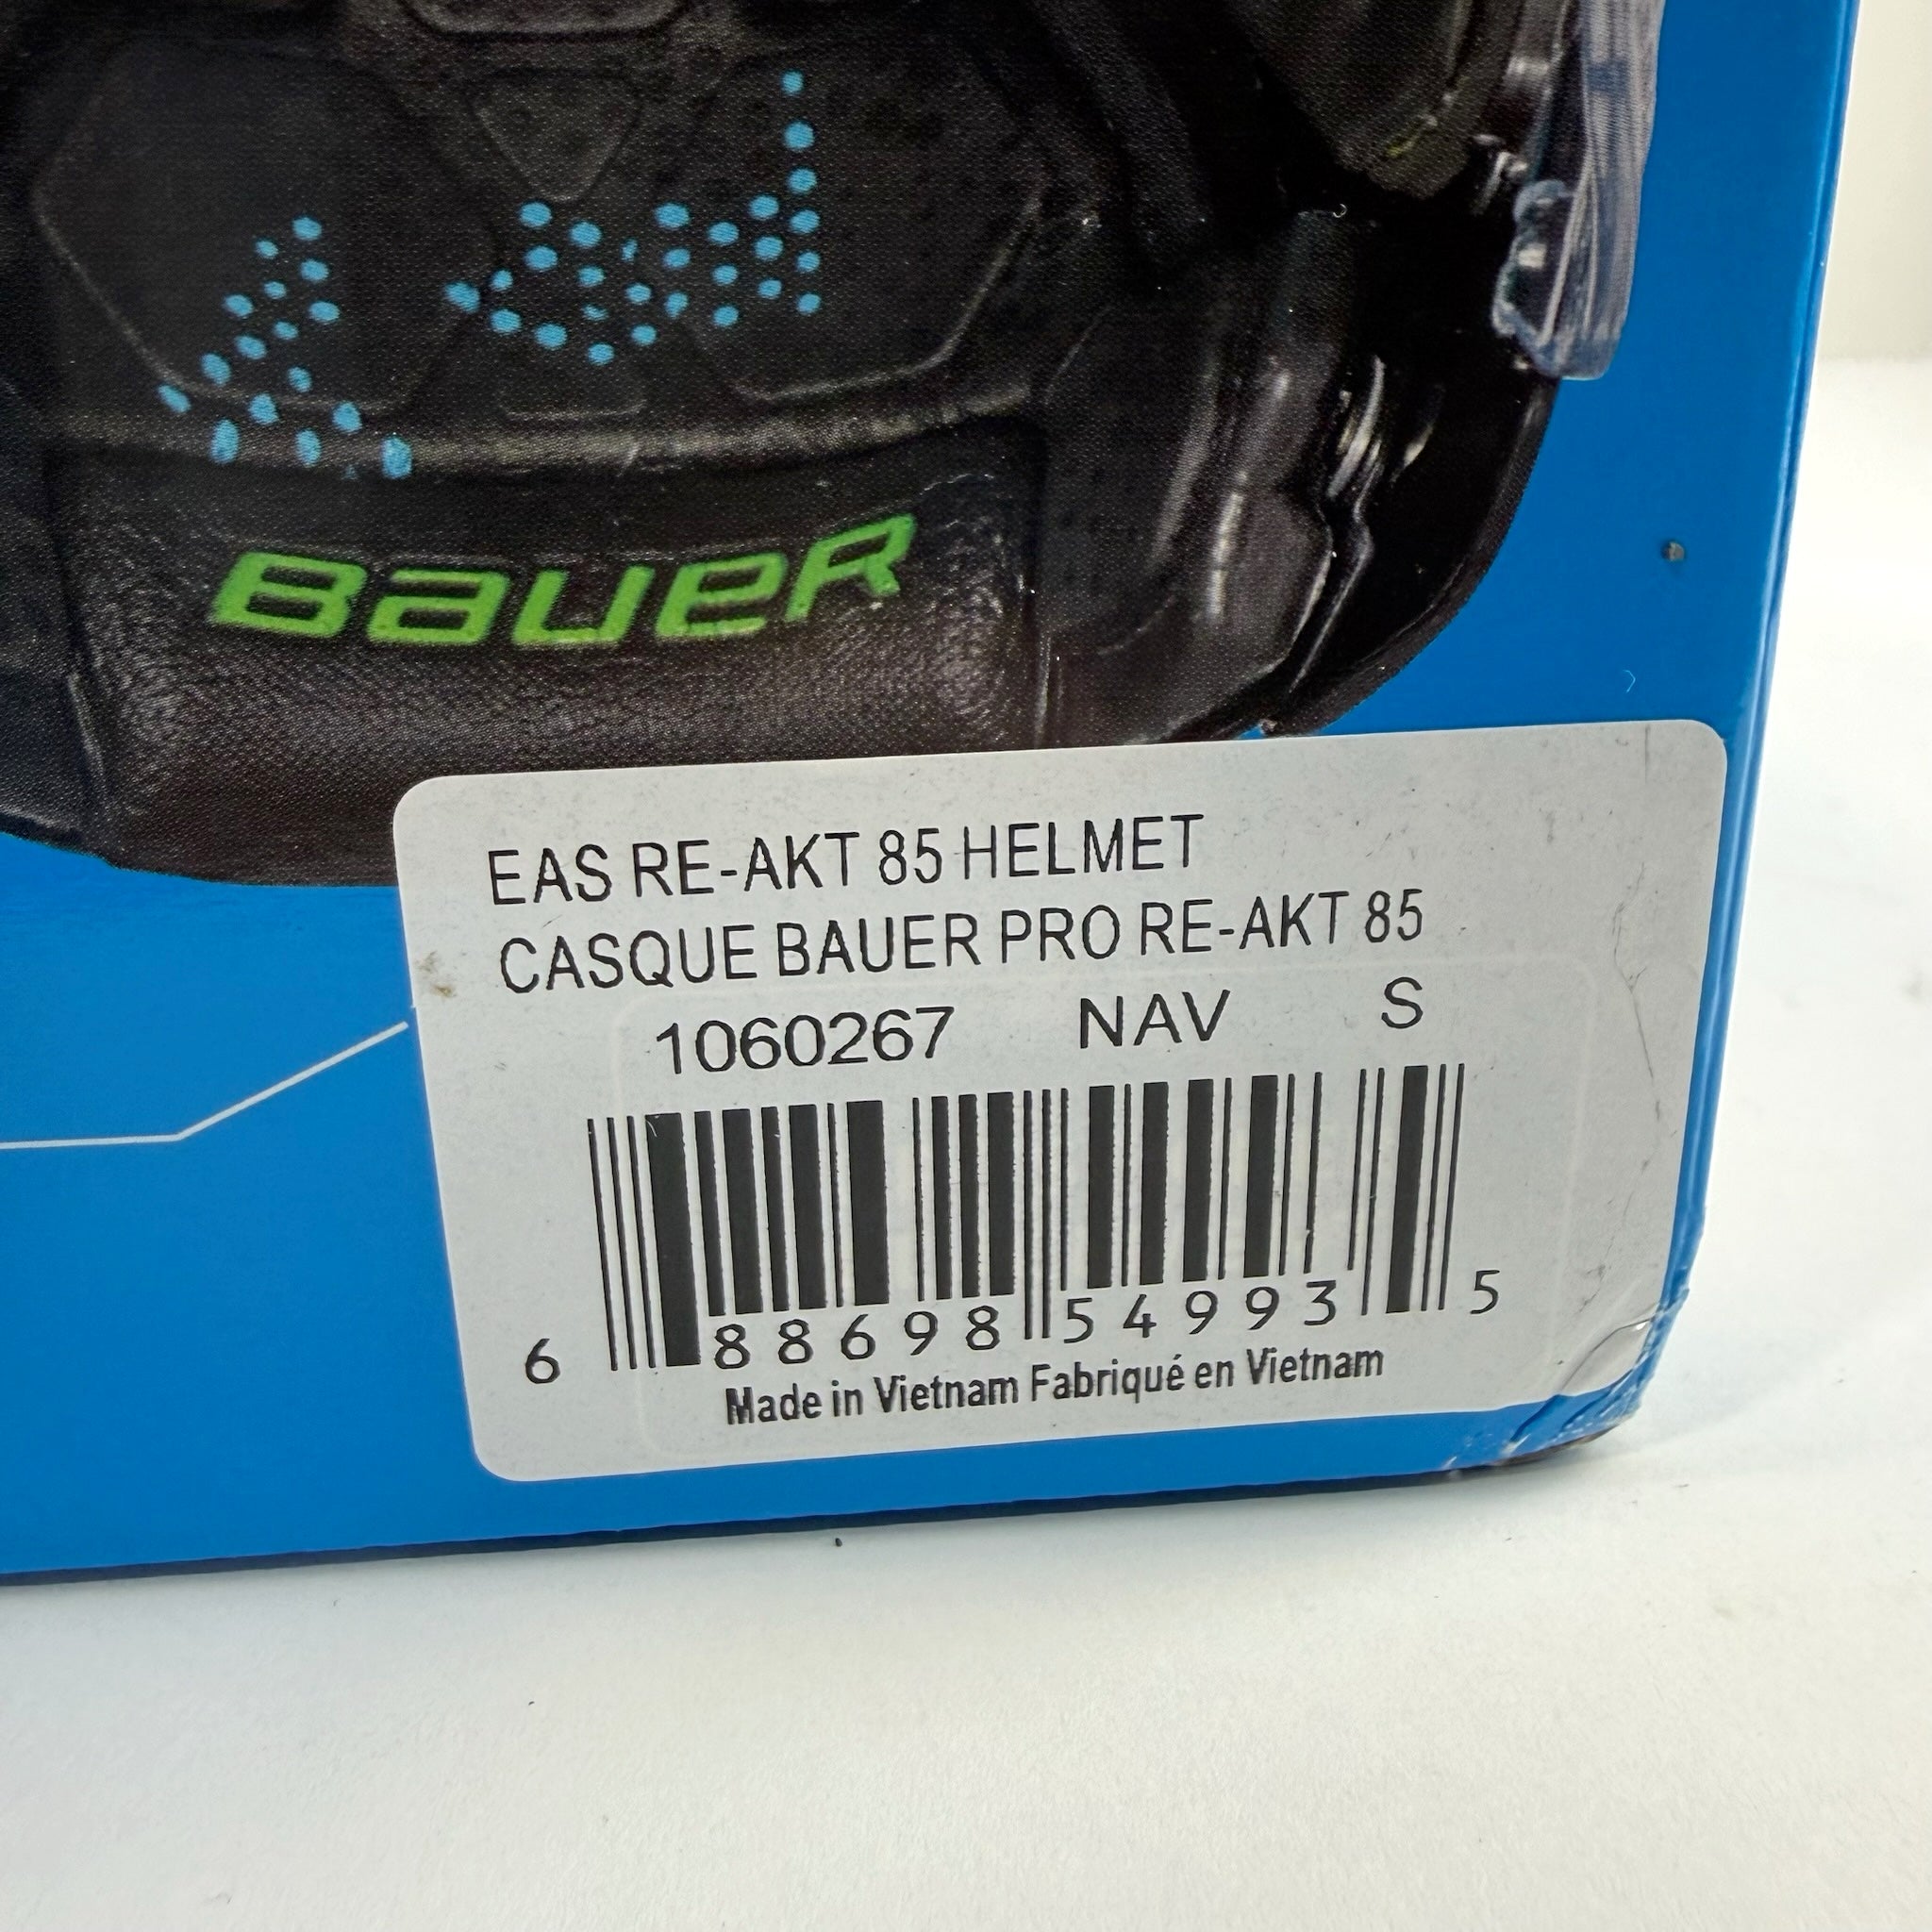 BAUER
EAS RE-AKT 85 HELMET
CASQUE BAUER PRO RE-AKT 85
1060267 NAV S
6 88698 54993 5
Made in Vietnam Fabriqué en Vietnam